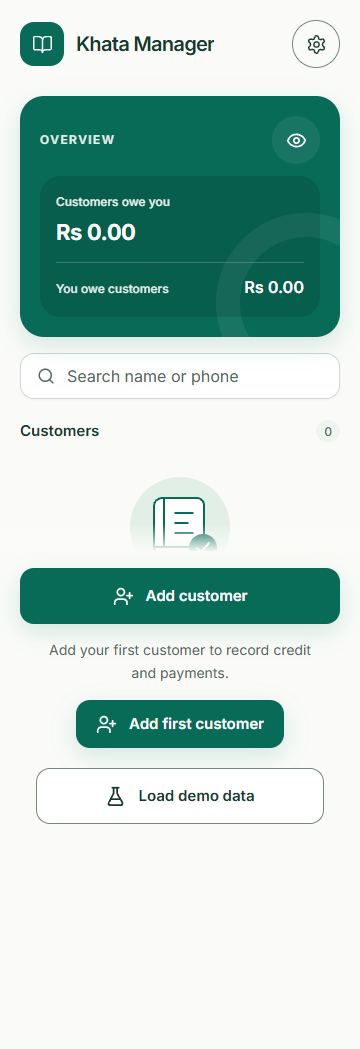 Khata Manager
OVERVIEW
Customers owe you
Rs 0.00
You owe customers Rs 0.00
Search name or phone
Customers 0
Add customer
Add your first customer to record credit
and payments.
Add first customer
Load demo data